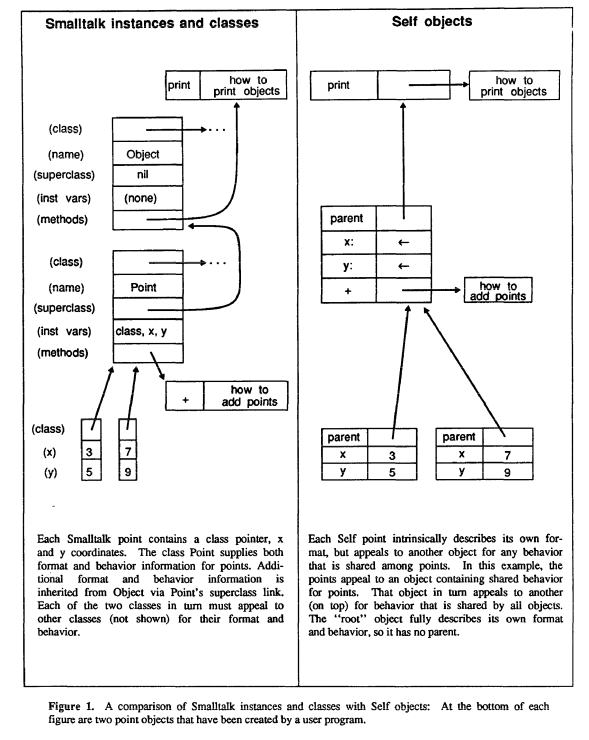 Smalltalk instances and classes
Self objects
print
how to
print objects
(class)
...
(name)
Object
(superclass)
nil
(inst vars)
(none)
(methods)
(class)
...
(name)
Point
(superclass)
(inst vars)
class, x, y
(methods)
+
how to
add points
(class)
(x)
3
7
(y)
5
9
print
how to
print objects
parent
x:
←
y:
←
+
how to
add points
parent
x
3
y
5
parent
x
7
y
9
Each Smalltalk point contains a class pointer, x
and y coordinates. The class Point supplies both
format and behavior information for points. Addi-
tional format and behavior information is
inherited from Object via Point's superclass link.
Each of the two classes in turn must appeal to
other classes (not shown) for their format and
behavior.
Each Self point intrinsically describes its own for-
mat, but appeals to another object for any behavior
that is shared among points. In this example, the
points appeal to an object containing shared behavior
for points. That object in turn appeals to another
(on top) for behavior that is shared by all objects.
The "root" object fully describes its own format
and behavior, so it has no parent.
Figure 1. A comparison of Smalltalk instances and classes with Self objects: At the bottom of each
figure are two point objects that have been created by a user program.